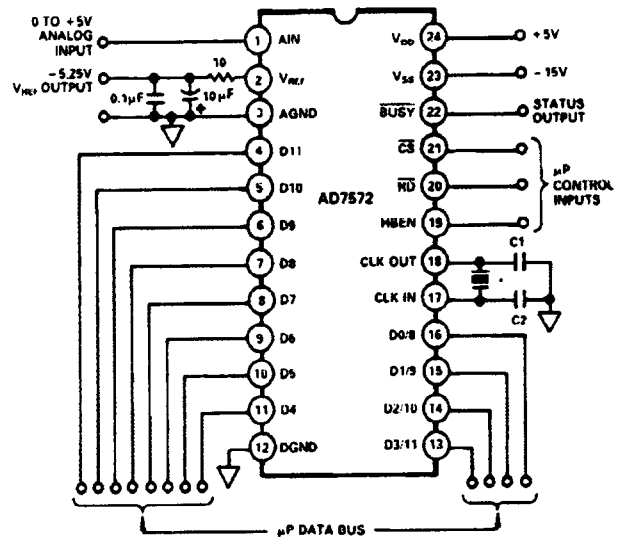 0 TO +5V
ANALOG
INPUT
1 AIN
-5.25V
VREF OUTPUT
10
2 VREF
0.1µF
10µF
+
3 AGND
4 D11
5 D10
6 D9
7 D8
8 D7
9 D6
10 D5
11 D4
12 DGND
AD7572
VDD 24 +5V
VSS 23 -15V
BUSY 22 STATUS
OUTPUT
CS 21
RD 20
HBEN 19
µP
CONTROL
INPUTS
CLK OUT 18
C1
CLK IN 17
C2
D0/8 16
D1/9 15
D2/10 14
D3/11 13
µP DATA BUS